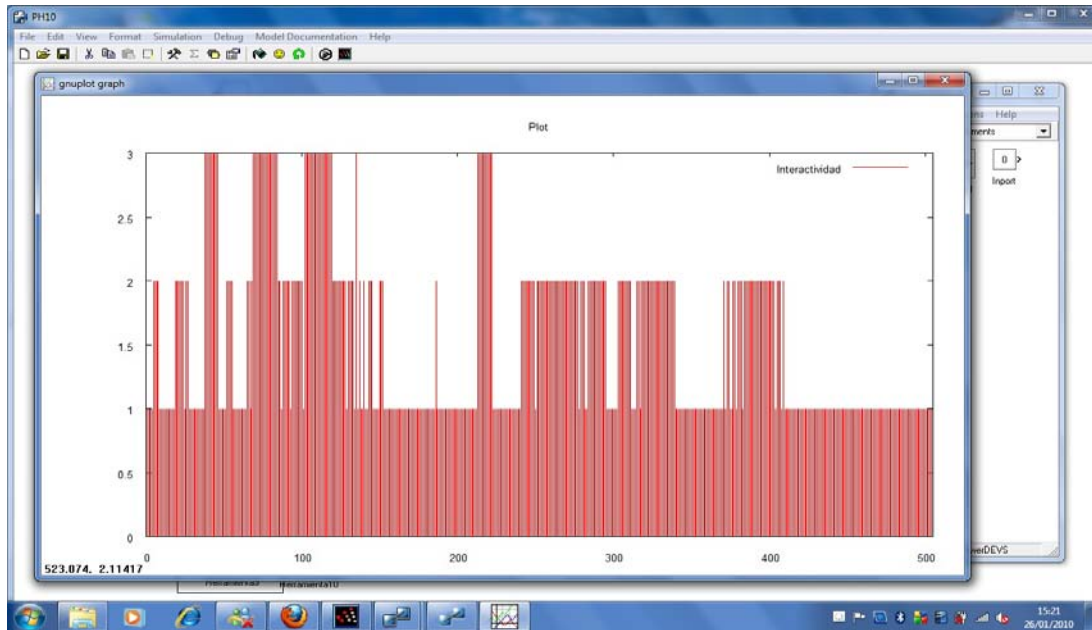 PH10
File Edit View Format Simulation Debug Model Documentation Help
gnuplot graph
Help
Plot
Interactividad
3
2.5
2
1.5
1
0.5
0
0 100 200 300 400 500
523.074, 2.11417
0
Inport
Herramienta10
15:21
26/01/2010